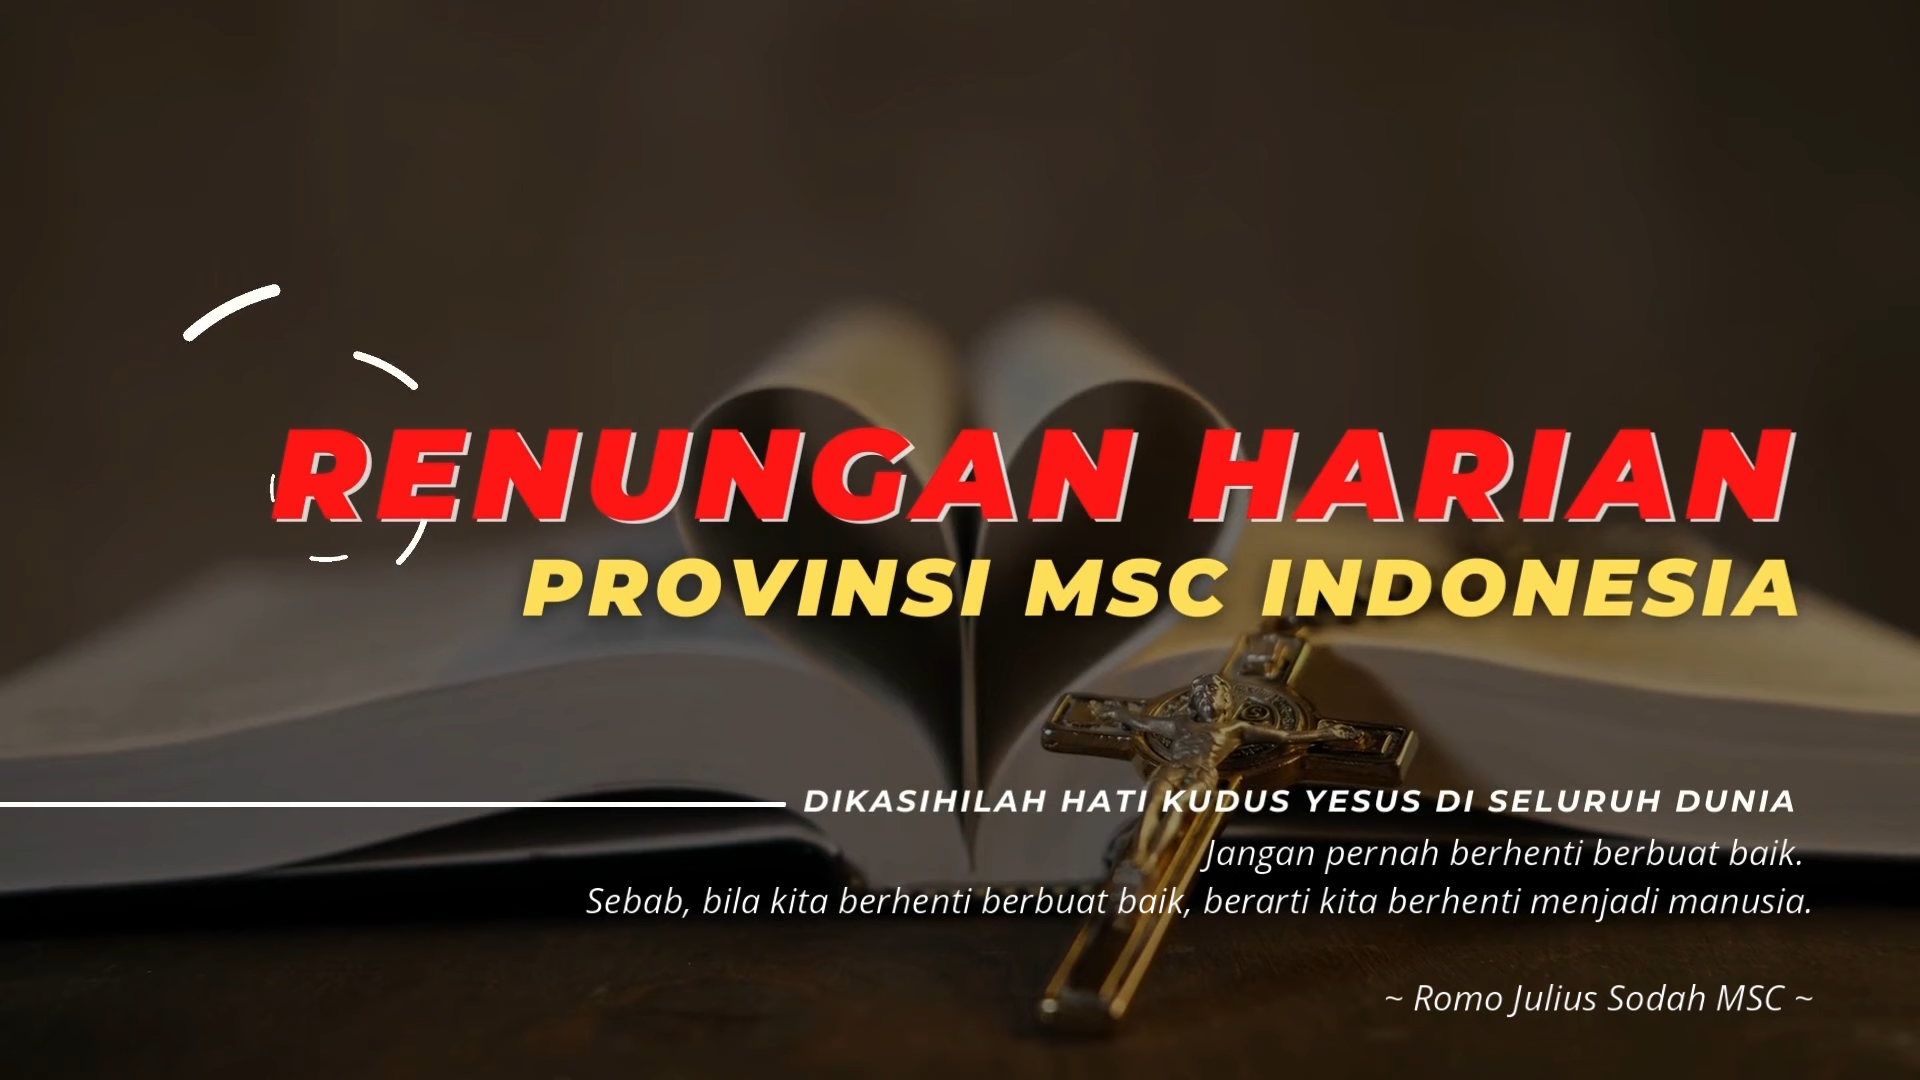 RENUNGAN HARIAN
PROVINSI MSC INDONESIA
DIKASIHILAH HATI KUDUS YESUS DI SELURUH DUNIA
Jangan pernah berhenti berbuat baik.
Sebab, bila kita berhenti berbuat baik, berarti kita berhenti menjadi manusia.
~ Romo Julius Sodah MSC ~